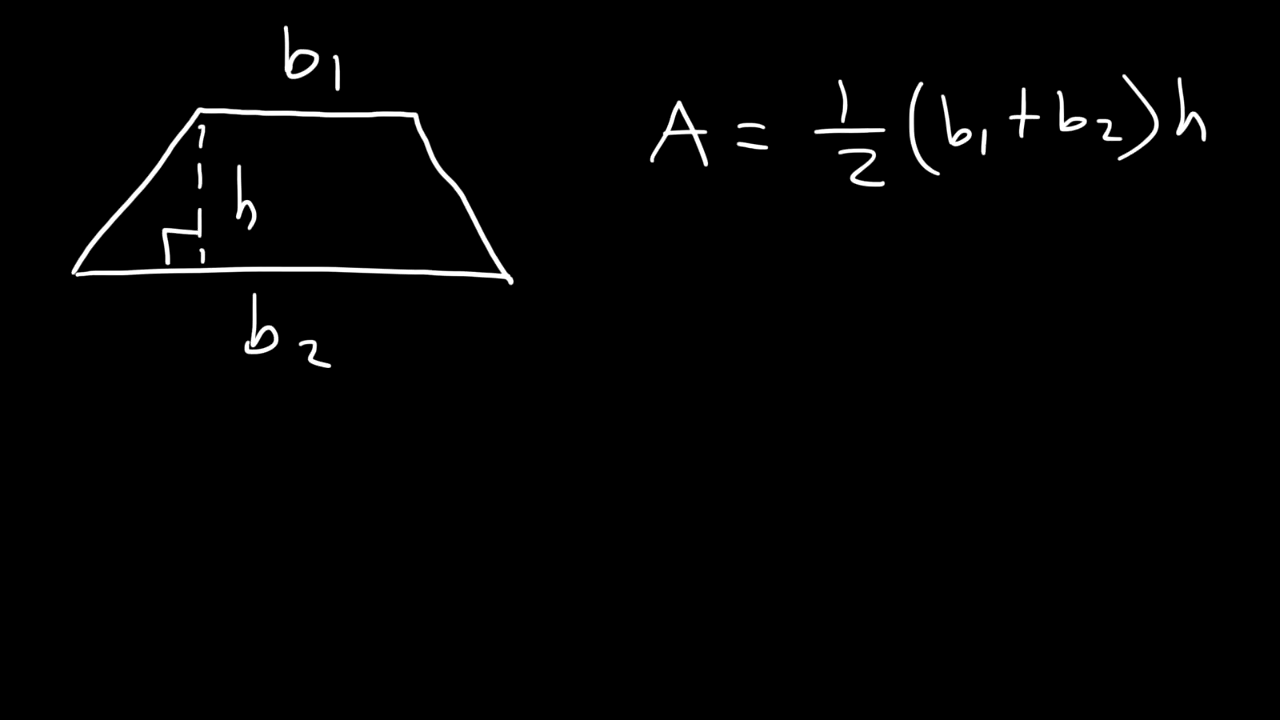 b₁
A = 1/2 (b₁ + b₂) h
h
b₂